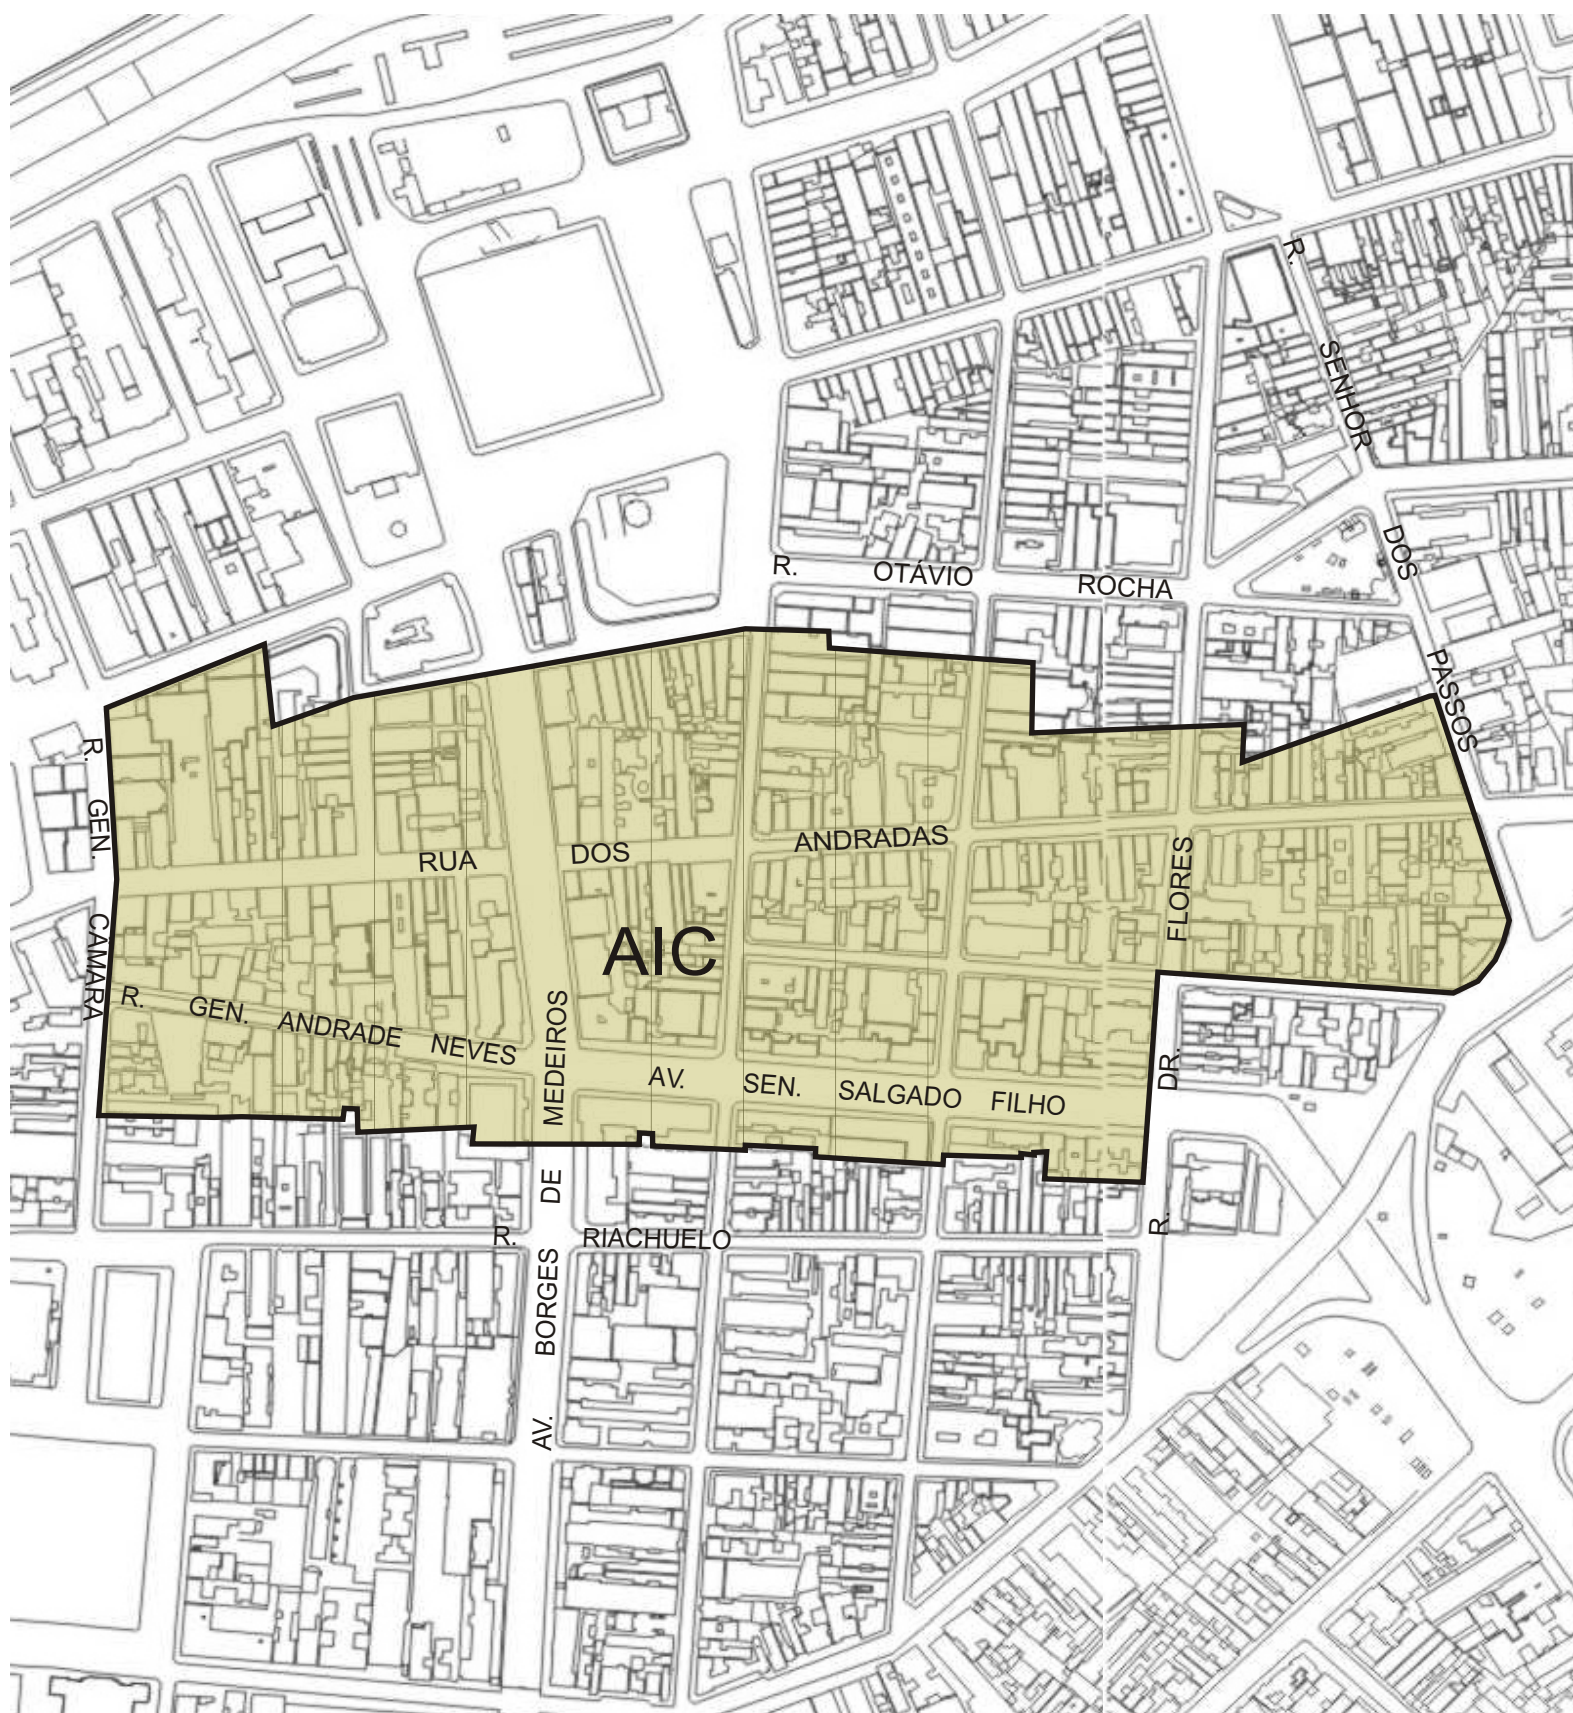 R. SENHOR DOS PASSOS
R. OTÁVIO ROCHA
R. GEN. CAMARA
RUA DOS ANDRADAS
AIC
R. GEN. ANDRADE NEVES
AV. SEN. SALGADO FILHO
R. DR. FLORES
AV. BORGES DE MEDEIROS
R. RIACHUELO